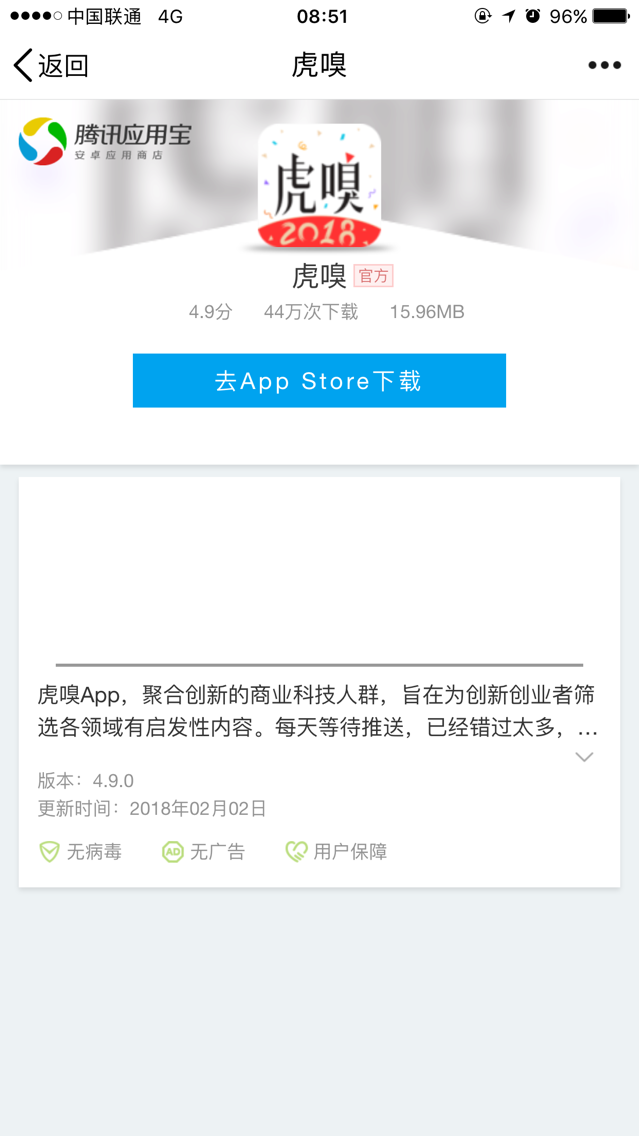 中国联通 4G 08:51 96%
返回 虎嗅
腾讯应用宝
安卓应用商店
虎嗅
2018
虎嗅 官方
4.9分 44万次下载 15.96MB
去App Store下载
虎嗅App，聚合创新的商业科技人群，旨在为创新创业者筛
选各领域有启发性内容。每天等待推送，已经错过太多，...
版本：4.9.0
更新时间：2018年02月02日
无病毒 AD 无广告 用户保障